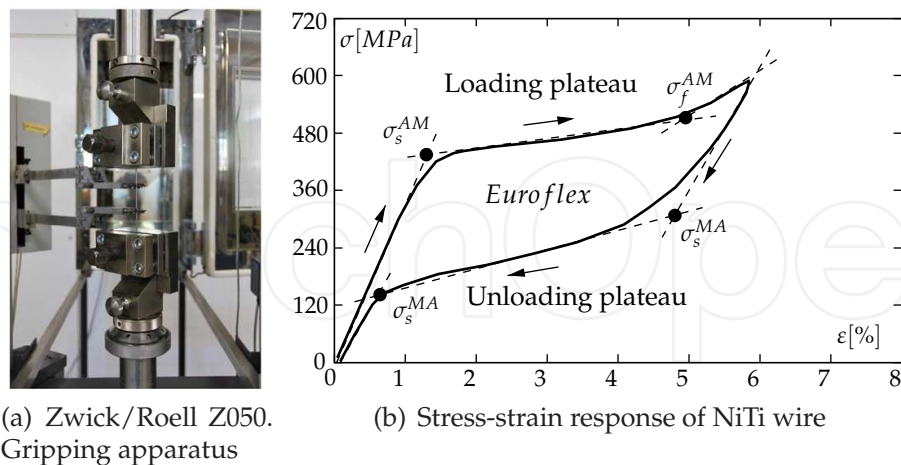 720
σ[MPa]
600
480
360
240
120
0
0
1
2
3
4
5
6
7
8
ε[%]
Loading plateau
σ_s^{AM}
σ_f^{AM}
Euroflex
σ_s^{MA}
σ_s^{MA}
Unloading plateau
(a) Zwick/Roell Z050.
Gripping apparatus
(b) Stress-strain response of NiTi wire